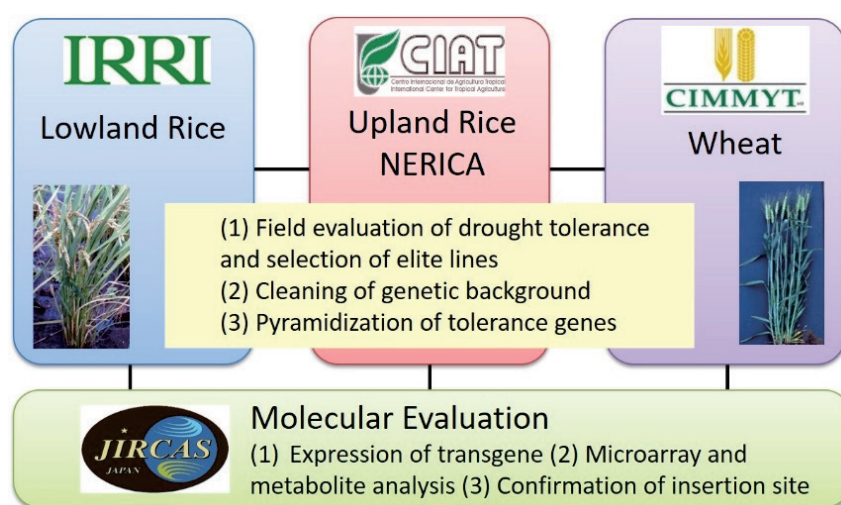 IRRI
Lowland Rice
CIAT
Centro Internacional de Agricultura Tropical
International Center for Tropical Agriculture
Upland Rice
NERICA
CIMMYT
Wheat
(1) Field evaluation of drought tolerance
and selection of elite lines
(2) Cleaning of genetic background
(3) Pyramidization of tolerance genes
JIRCAS
JAPAN
Molecular Evaluation
(1) Expression of transgene (2) Microarray and
metabolite analysis (3) Confirmation of insertion site